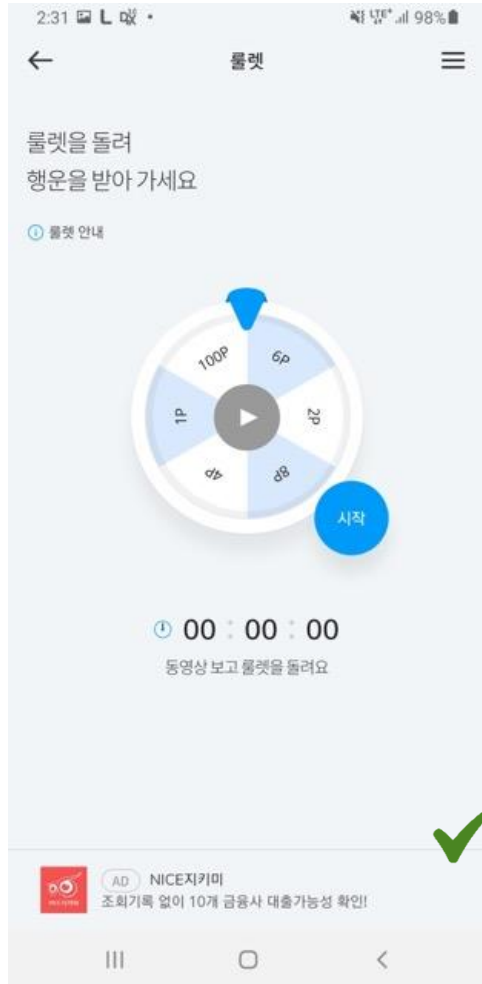 2:31
LTE+ 98%
룰렛
룰렛을 돌려
행운을 받아 가세요
룰렛 안내
100P
6P
1P
2P
4P
8P
시작
00 : 00 : 00
동영상 보고 룰렛을 돌려요
AD NICE지키미
조회기록 없이 10개 금융사 대출가능성 확인!